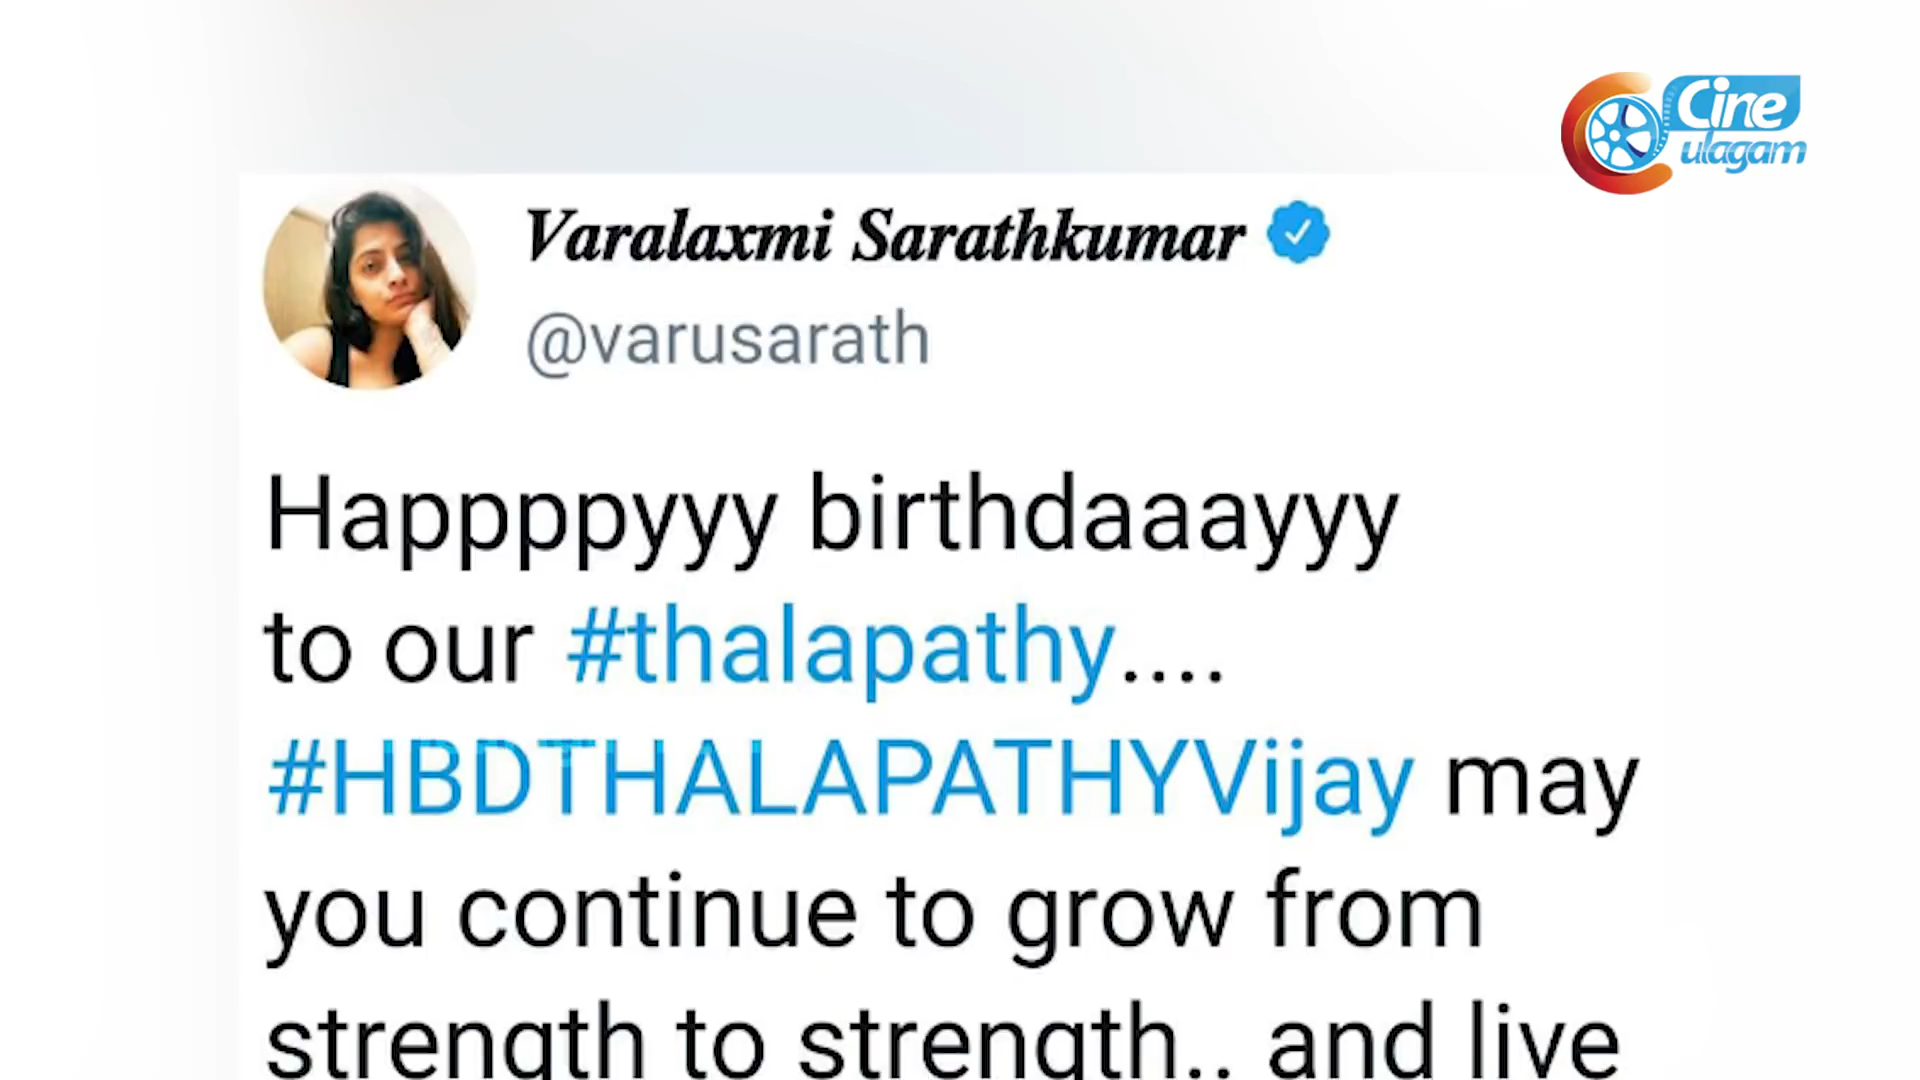 Cine
ulagam
Varalaxmi Sarathkumar
@varusarath
Happppyyy birthdaaayyy
to our #thalapathy....
#HBDTHALAPATHYVijay may
you continue to grow from
strength to strength.. and live